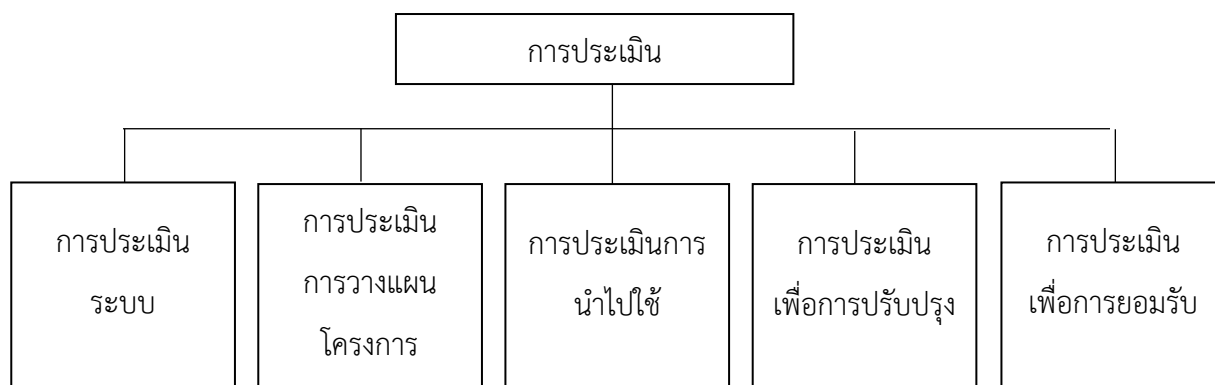 การประเมิน
การประเมิน
ระบบ
การประเมิน
การวางแผน
โครงการ
การประเมินการ
นำไปใช้
การประเมิน
เพื่อการปรับปรุง
การประเมิน
เพื่อการยอมรับ